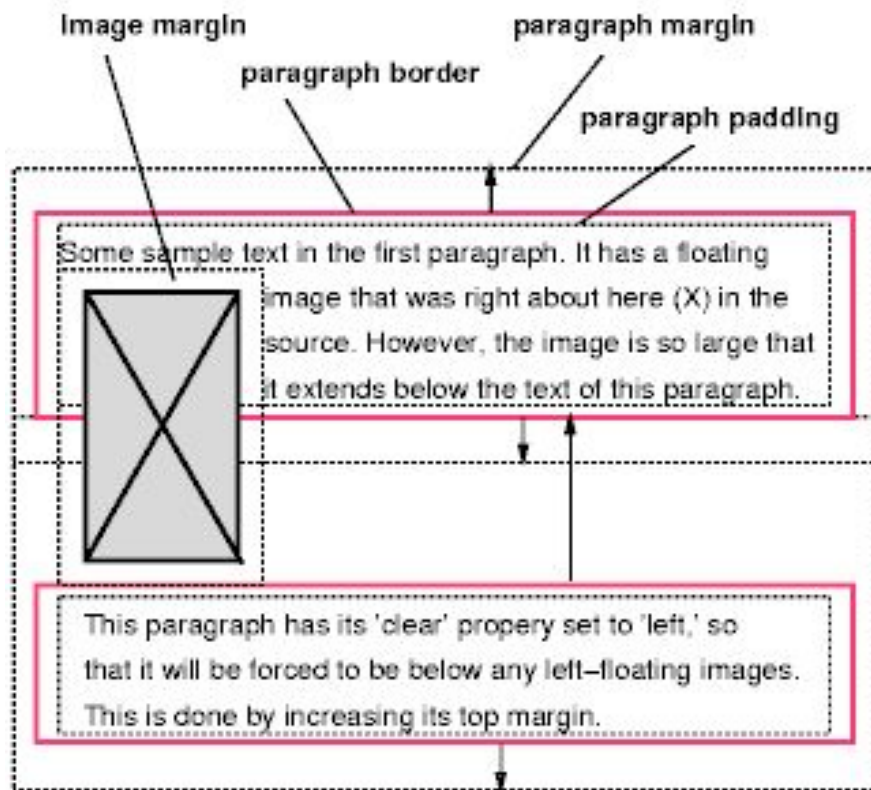 Image margin
paragraph margin
paragraph border
paragraph padding
Some sample text in the first paragraph. It has a floating
image that was right about here (X) in the
source. However, the image is so large that
it extends below the text of this paragraph.
This paragraph has its 'clear' propery set to 'left,' so
that it will be forced to be below any left–floating images.
This is done by increasing its top margin.